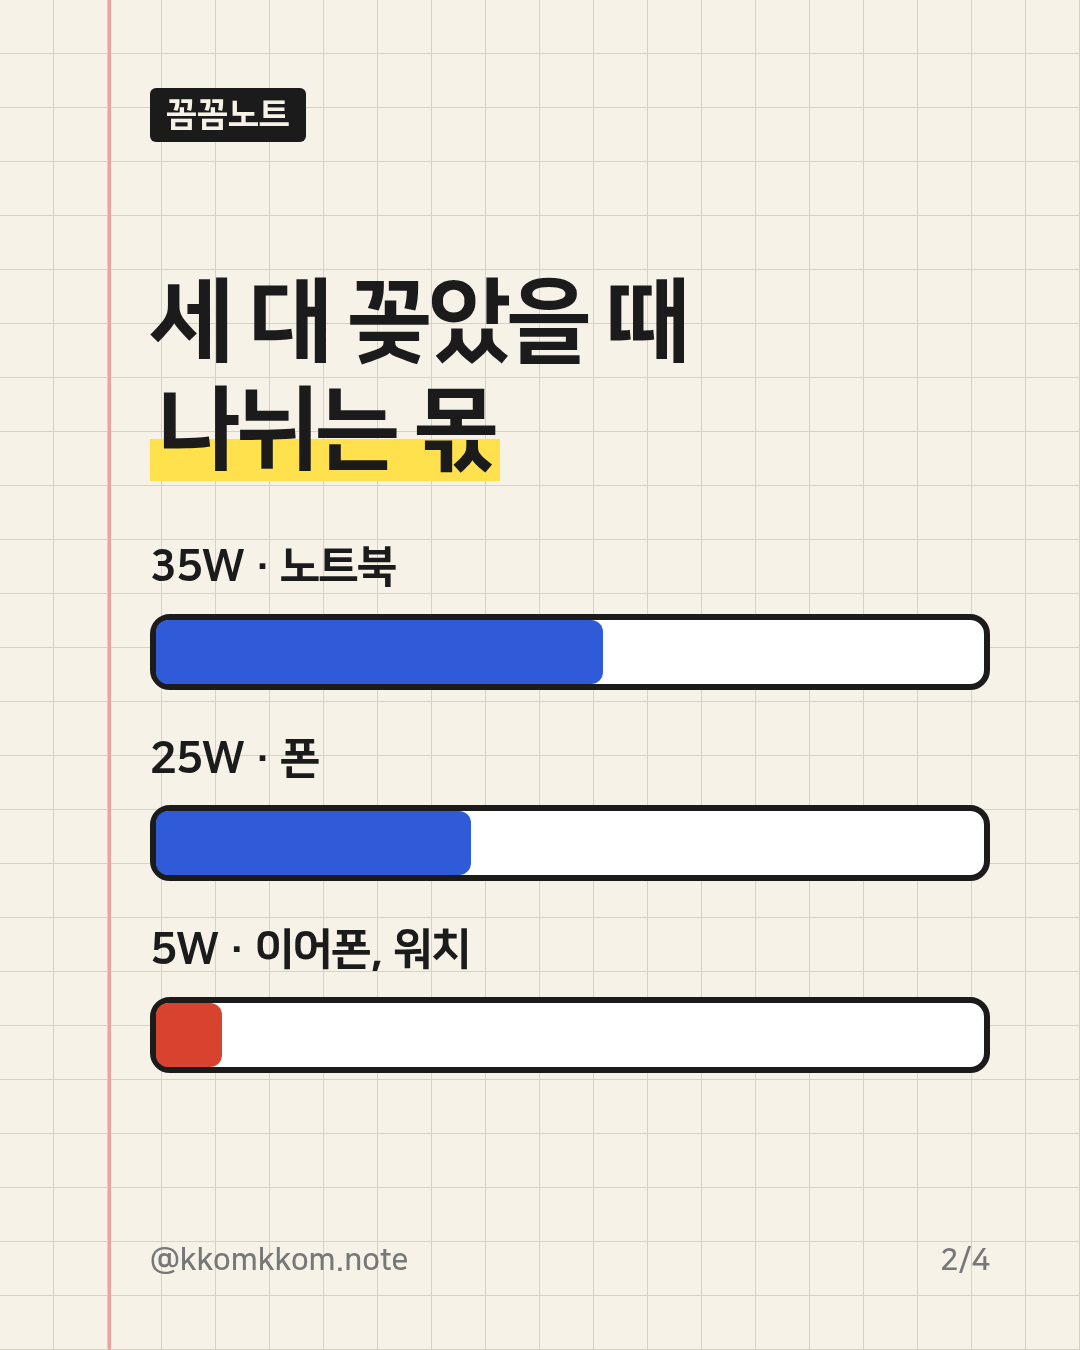 꼼꼼노트
세 대 꽂았을 때
나뉘는 몫
35W · 노트북
25W · 폰
5W · 이어폰, 워치
@kkomkkom.note
2/4